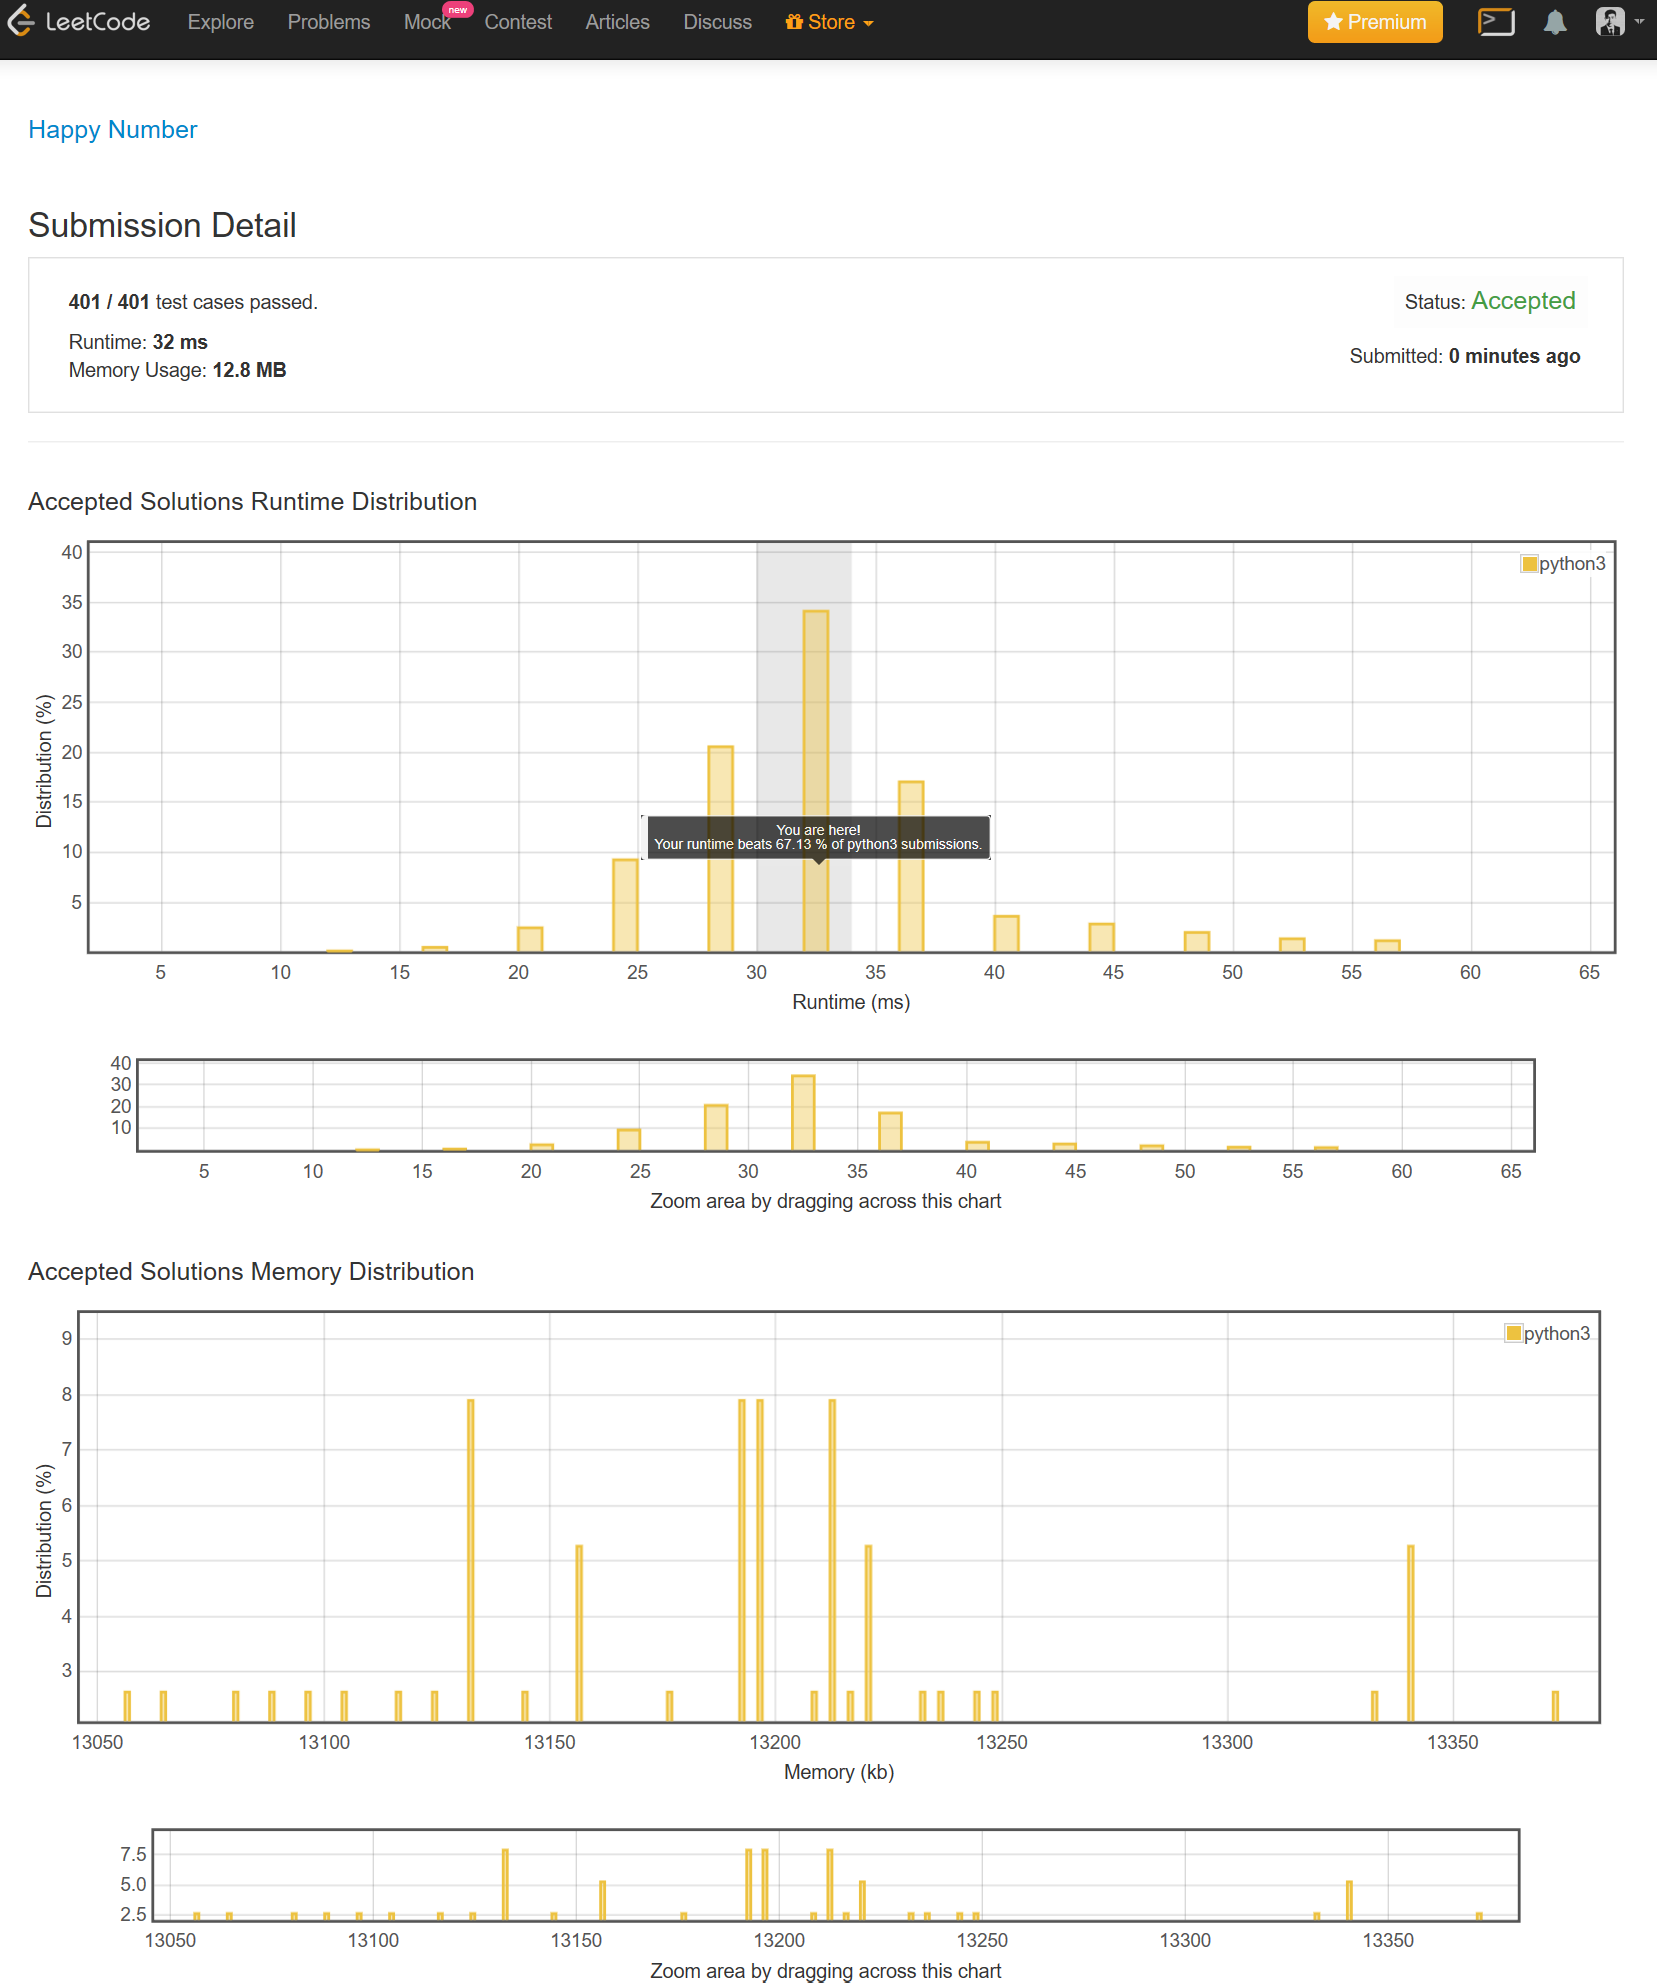 LeetCode Explore Problems Mock new Contest Articles Discuss Store Premium
Happy Number
Submission Detail
401 / 401 test cases passed.
Status: Accepted
Runtime: 32 ms
Submitted: 0 minutes ago
Memory Usage: 12.8 MB
Accepted Solutions Runtime Distribution
40
35
30
25
20
15
10
5
Distribution (%)
python3
You are here!
Your runtime beats 67.13 % of python3 submissions.
5 10 15 20 25 30 35 40 45 50 55 60 65
Runtime (ms)
40
30
20
10
5 10 15 20 25 30 35 40 45 50 55 60 65
Zoom area by dragging across this chart
Accepted Solutions Memory Distribution
9
8
7
6
5
4
3
Distribution (%)
python3
13050 13100 13150 13200 13250 13300 13350
Memory (kb)
7.5
5.0
2.5
13050 13100 13150 13200 13250 13300 13350
Zoom area by dragging across this chart